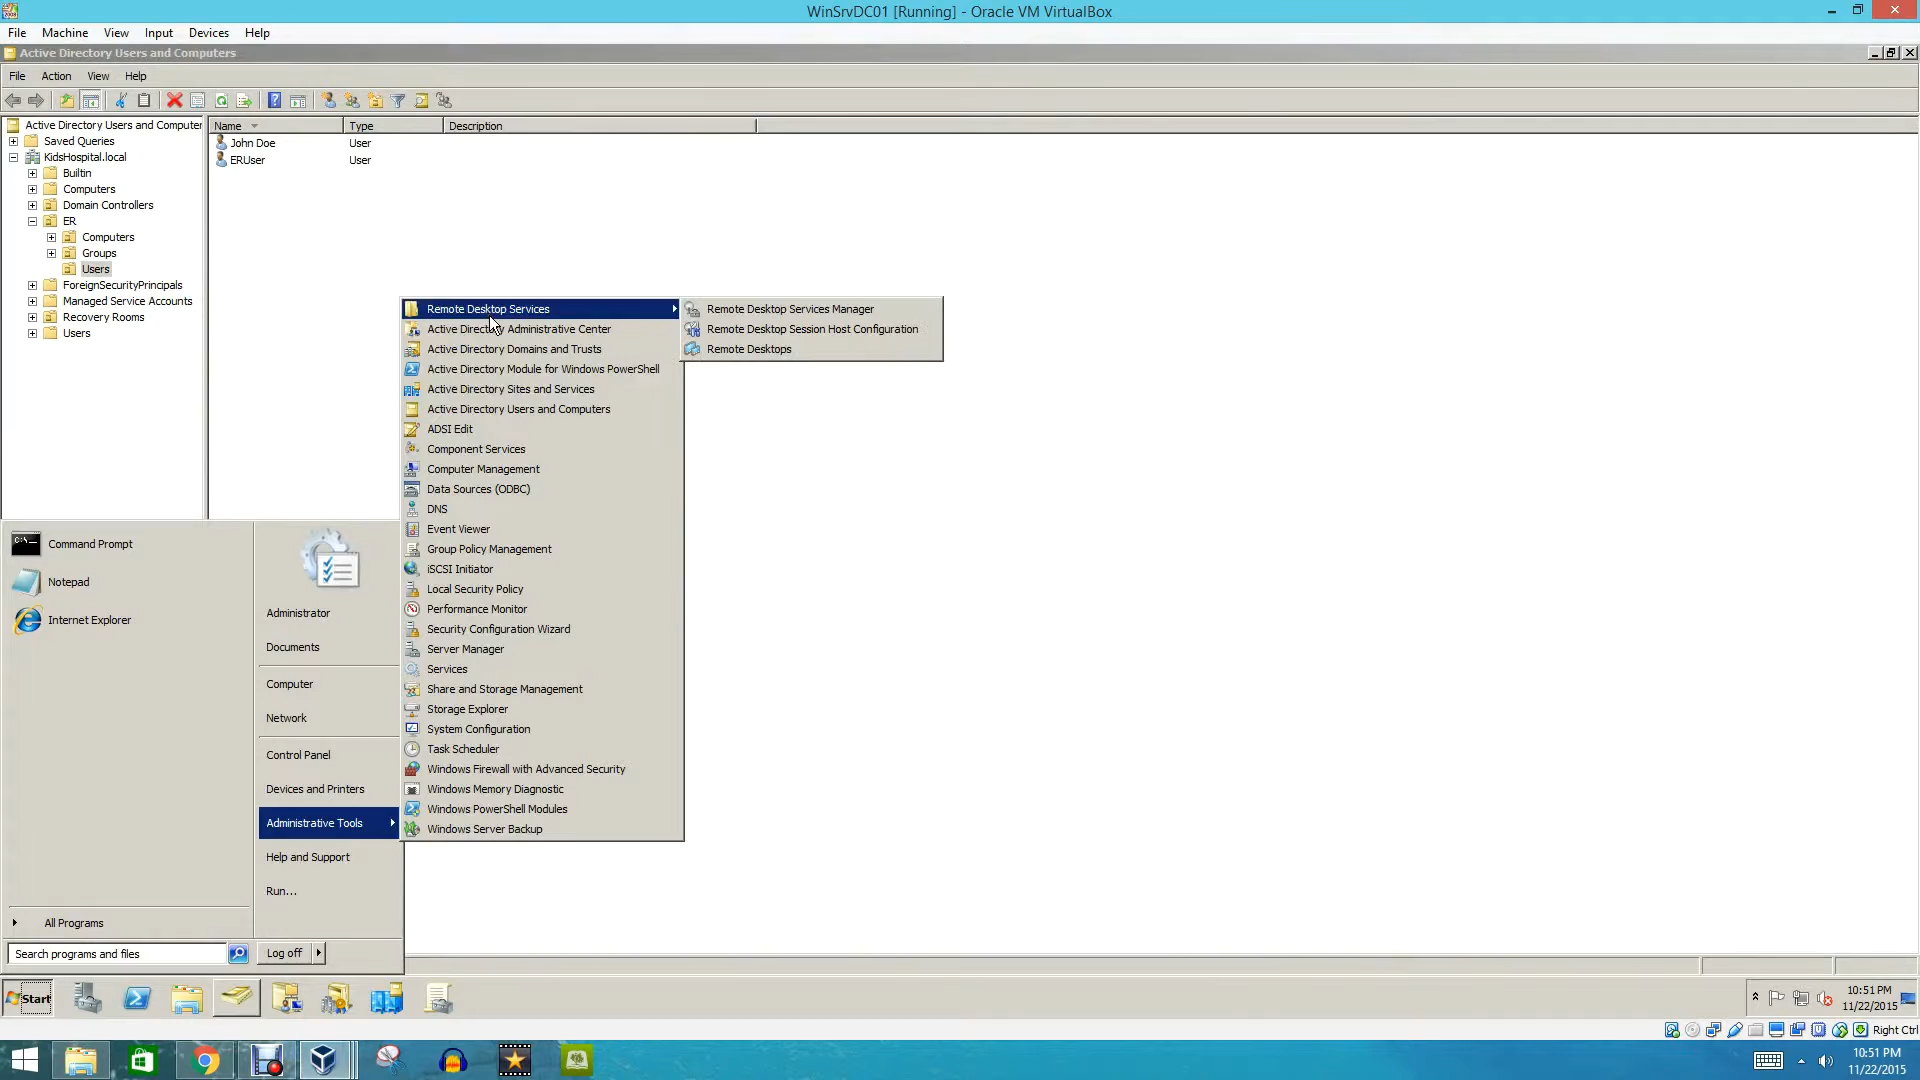 WinSrvDC01 [Running] - Oracle VM VirtualBox
File Machine View Input Devices Help
Active Directory Users and Computers
File Action View Help
Active Directory Users and Computer
Saved Queries
KidsHospital.local
Builtin
Computers
Domain Controllers
ER
Computers
Groups
Users
ForeignSecurityPrincipals
Managed Service Accounts
Recovery Rooms
Users
Name Type Description
John Doe User
ERUser User
Remote Desktop Services
Active Directory Administrative Center
Active Directory Domains and Trusts
Active Directory Module for Windows PowerShell
Active Directory Sites and Services
Active Directory Users and Computers
ADSI Edit
Component Services
Computer Management
Data Sources (ODBC)
DNS
Event Viewer
Group Policy Management
iSCSI Initiator
Local Security Policy
Performance Monitor
Security Configuration Wizard
Server Manager
Services
Share and Storage Management
Storage Explorer
System Configuration
Task Scheduler
Windows Firewall with Advanced Security
Windows Memory Diagnostic
Windows PowerShell Modules
Windows Server Backup
Remote Desktop Services Manager
Remote Desktop Session Host Configuration
Remote Desktops
Command Prompt
Notepad
Internet Explorer
All Programs
Search programs and files
Administrator
Documents
Computer
Network
Control Panel
Devices and Printers
Administrative Tools
Help and Support
Run...
Log off
Start
10:51 PM
11/22/2015
Right Ctrl
10:51 PM
11/22/2015